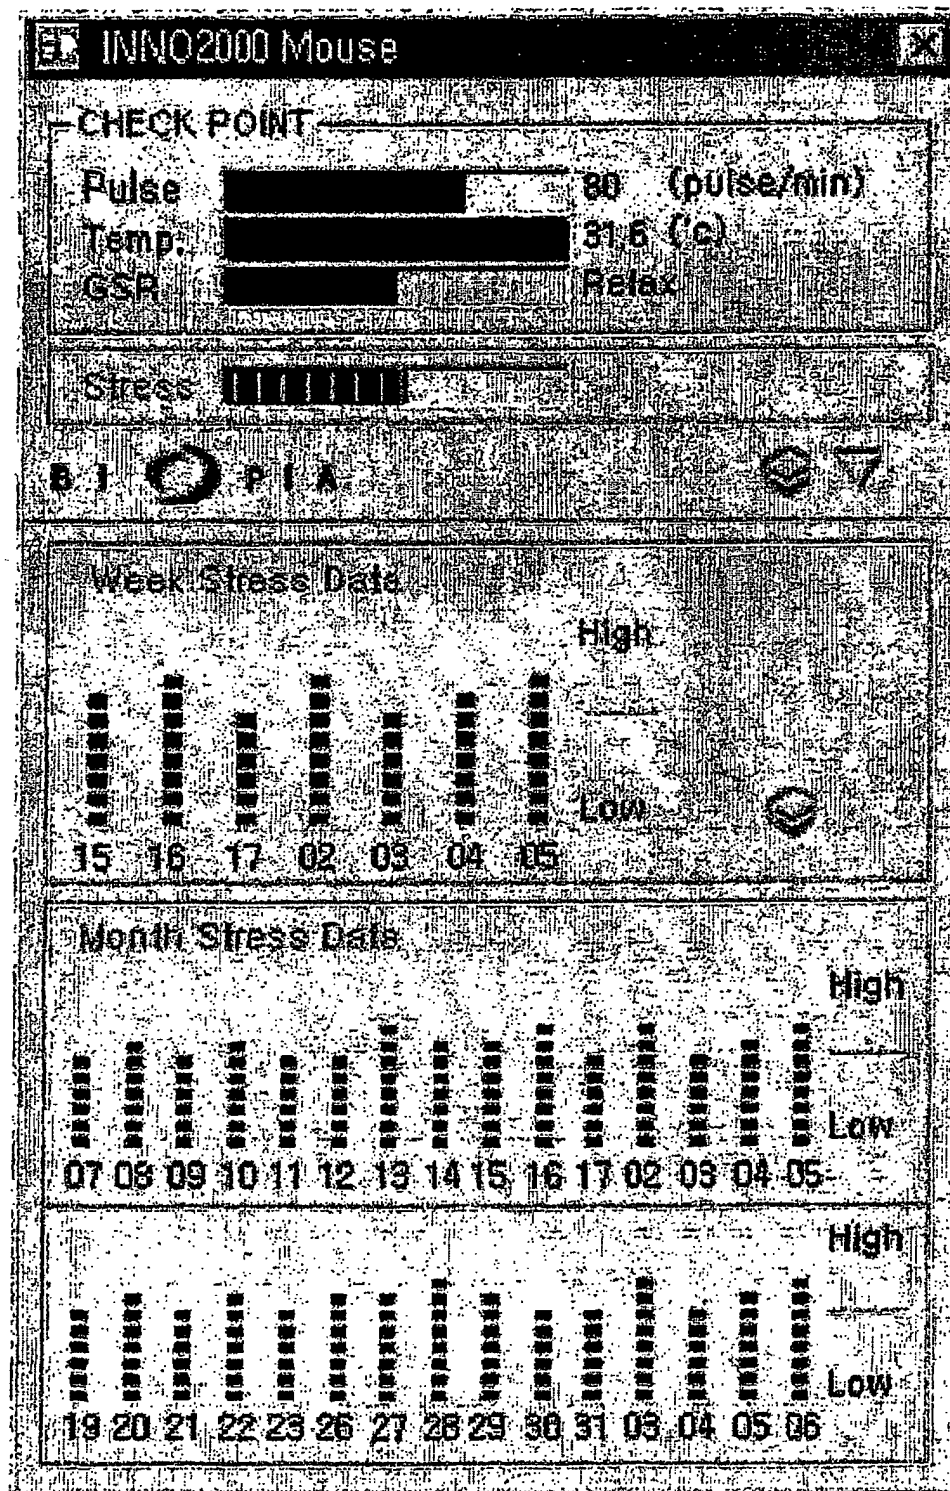 INNO2000 Mouse
CHECK POINT
Pulse 80 (pulse/min)
Temp. 31.6 ('c)
GSR Relax
Stress
B I O P I A
Week Stress Data
High
Low
15 16 17 02 03 04 05
Month Stress Data
High
Low
07 08 09 10 11 12 13 14 15 16 17 02 03 04 05
High
Low
19 20 21 22 23 26 27 28 29 30 31 03 04 05 06